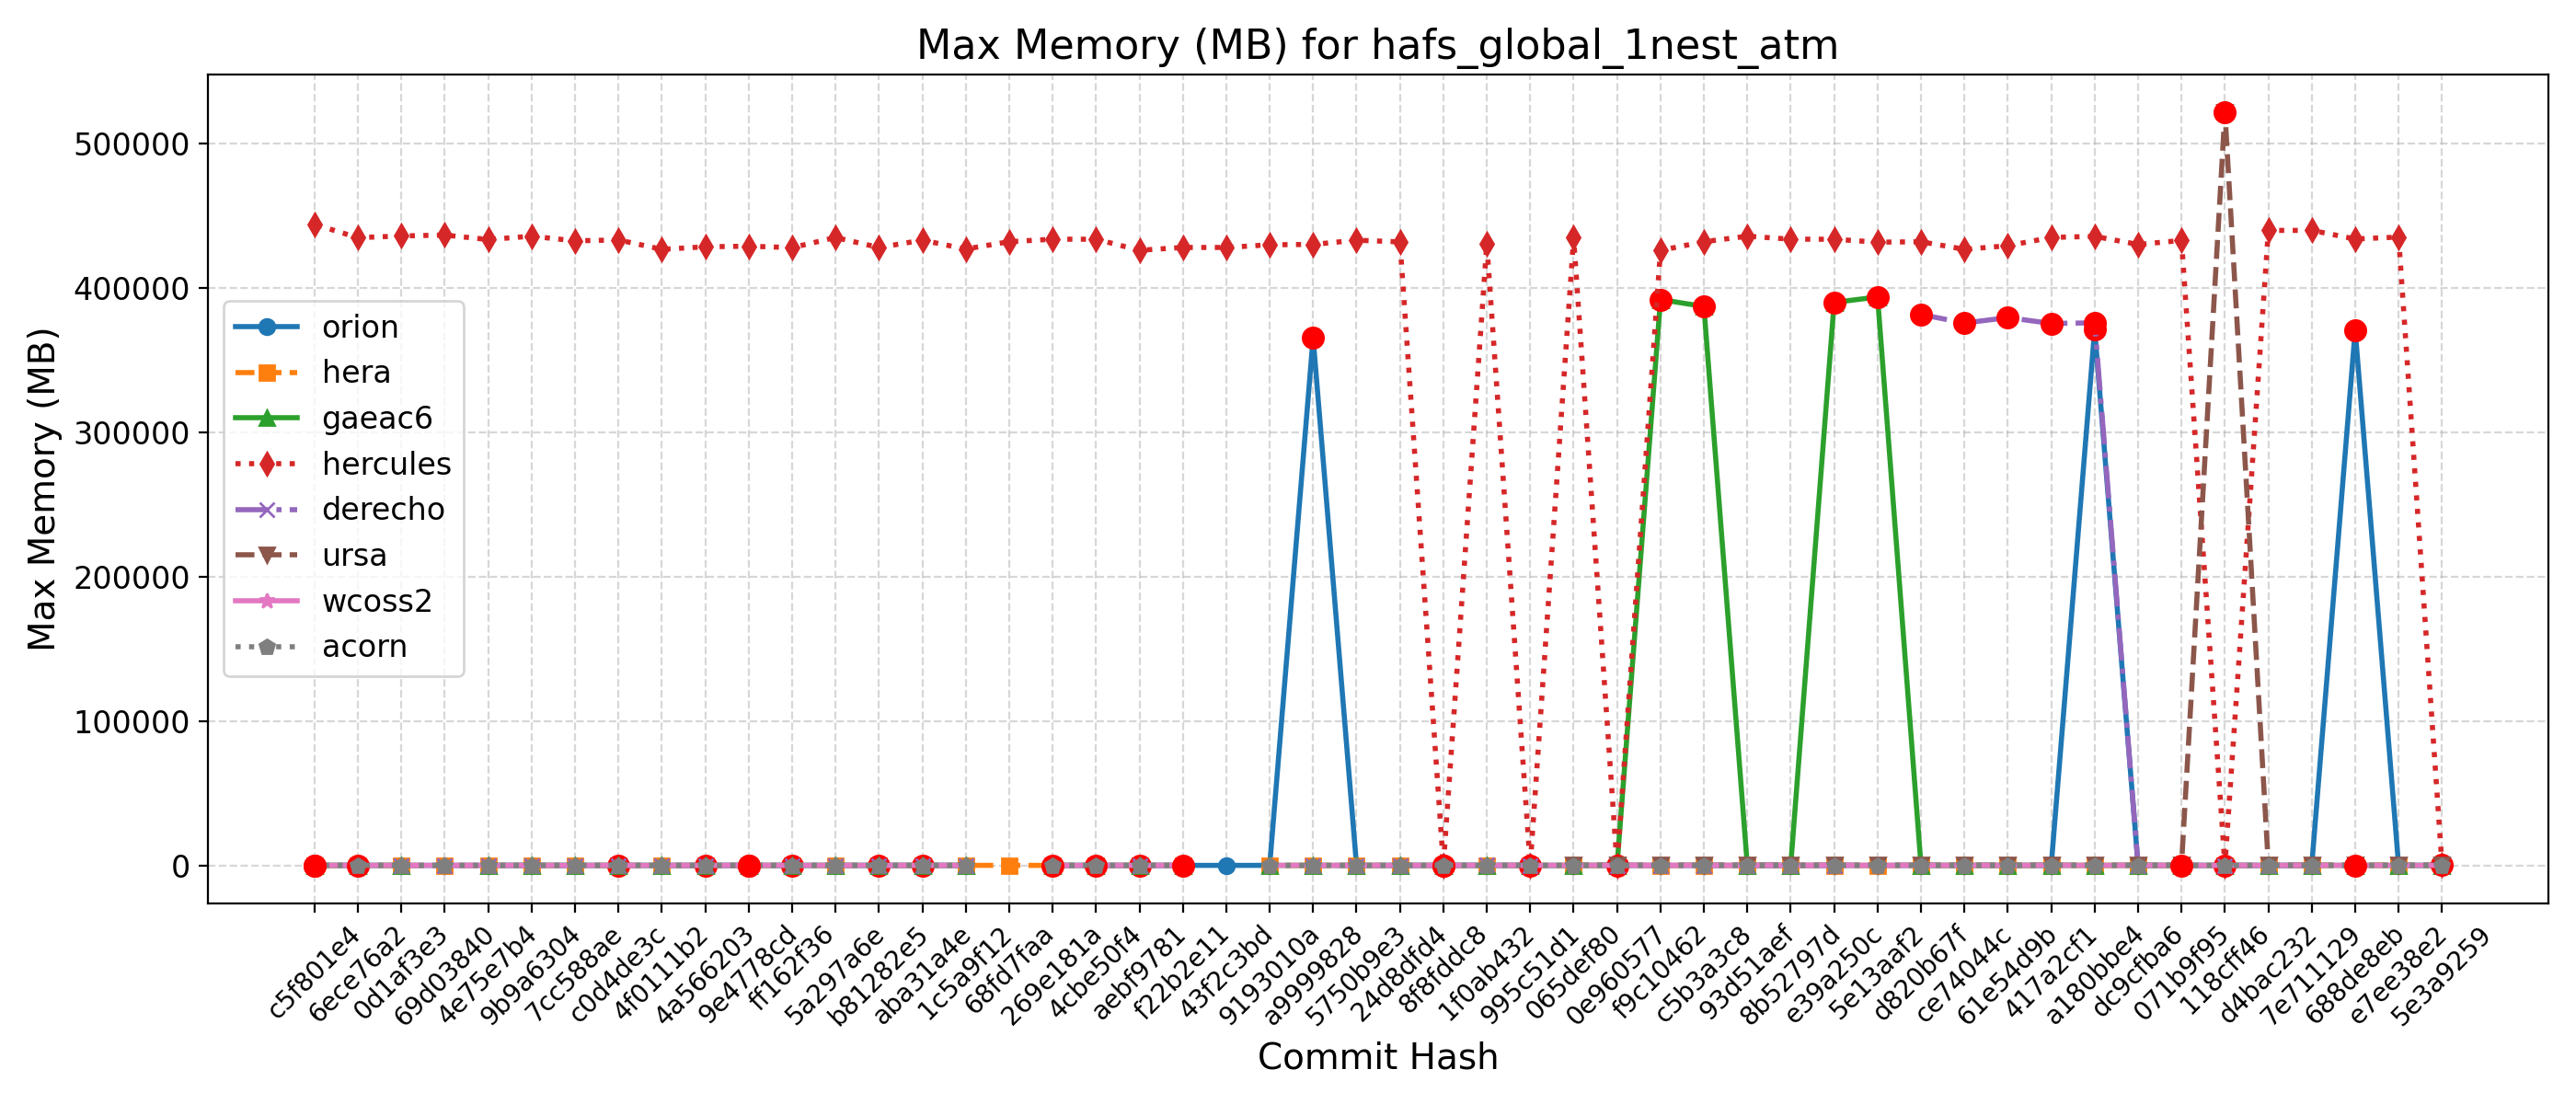 Max Memory (MB) for hafs_global_1nest_atm
Max Memory (MB)
500000
400000
300000
200000
100000
0
orion
hera
gaeac6
hercules
derecho
ursa
wcoss2
acorn
c5f801e4
6ece76a2
0d1af3e3
69d03840
4e75e7b4
9b9a6304
7cc588ae
c0d4de3c
4f0111b2
4a566203
9e4778cd
ff162f36
5a297a6e
b81282e5
aba31a4e
1c5a9f12
68fd7faa
269e181a
4cbe50f4
aebf9781
f22b2e11
43f2c3bd
9193010a
a9999828
5750b9e3
24d8dfd4
8f8fddc8
1f0ab432
995c51d1
065def80
0e960577
f9c10462
c5b3a3c8
93d51aef
8b52797d
e39a250c
5e13aaf2
d820b67f
ce74044c
61e54d9b
417a2cf1
a180bbe4
dc9cfba6
071b9f95
118cff46
d4bac232
7e711129
688de8eb
e7ee38e2
5e3a9259
Commit Hash